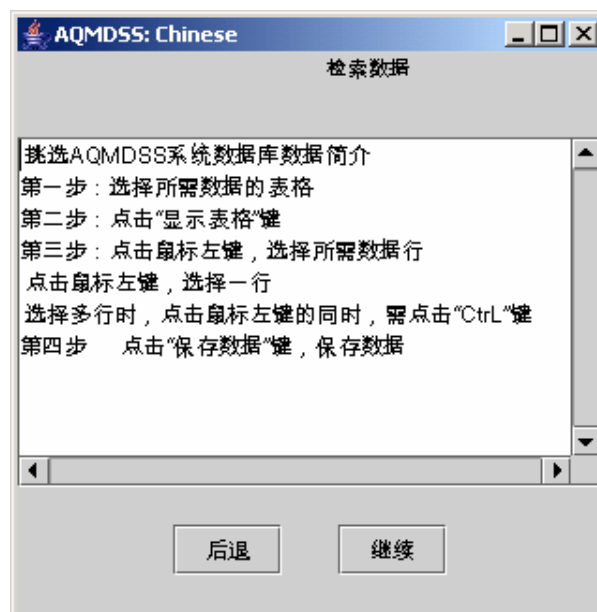 AQMDSS: Chinese
检索数据
挑选AQMDSS系统数据库数据简介
第一步：选择所需数据的表格
第二步：点击“显示表格”键
第三步：点击鼠标左键，选择所需数据行
点击鼠标左键，选择一行
选择多行时，点击鼠标左键的同时，需点击“CtrL”键
第四步 点击“保存数据”键，保存数据
后退 继续